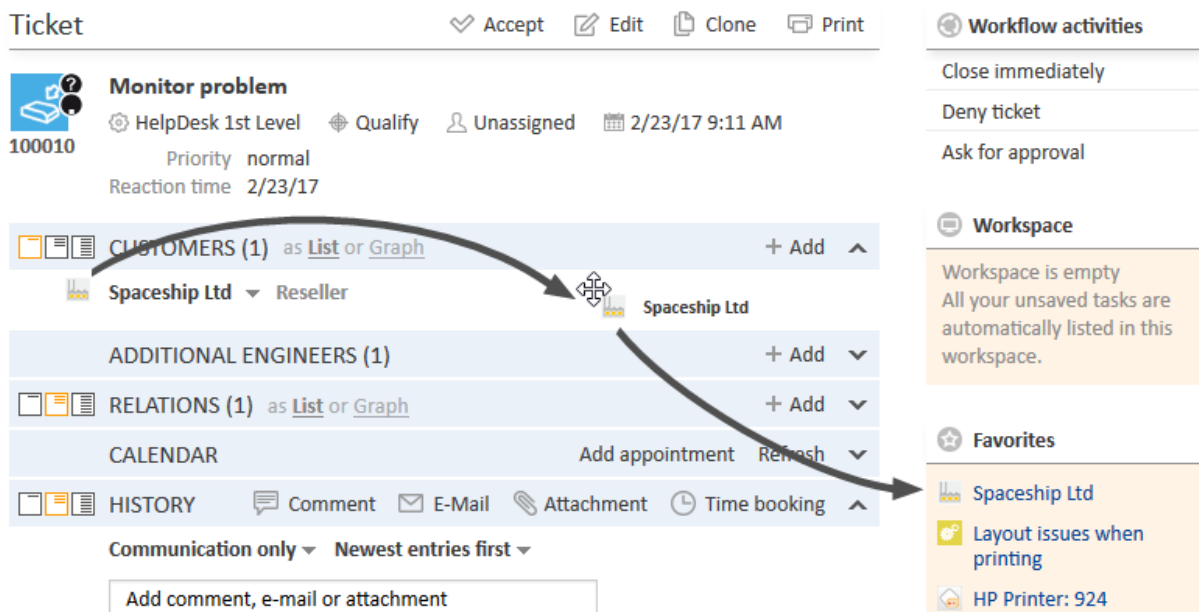 Ticket
Accept Edit Clone Print
Monitor problem
HelpDesk 1st Level Qualify Unassigned 2/23/17 9:11 AM
100010
Priority normal
Reaction time 2/23/17
CUSTOMERS (1) as List or Graph + Add
Spaceship Ltd Reseller
Spaceship Ltd
ADDITIONAL ENGINEERS (1) + Add
RELATIONS (1) as List or Graph + Add
CALENDAR Add appointment Refresh
HISTORY Comment E-Mail Attachment Time booking
Communication only Newest entries first
Add comment, e-mail or attachment
Workflow activities
Close immediately
Deny ticket
Ask for approval
Workspace
Workspace is empty
All your unsaved tasks are
automatically listed in this
workspace.
Favorites
Spaceship Ltd
Layout issues when
printing
HP Printer: 924